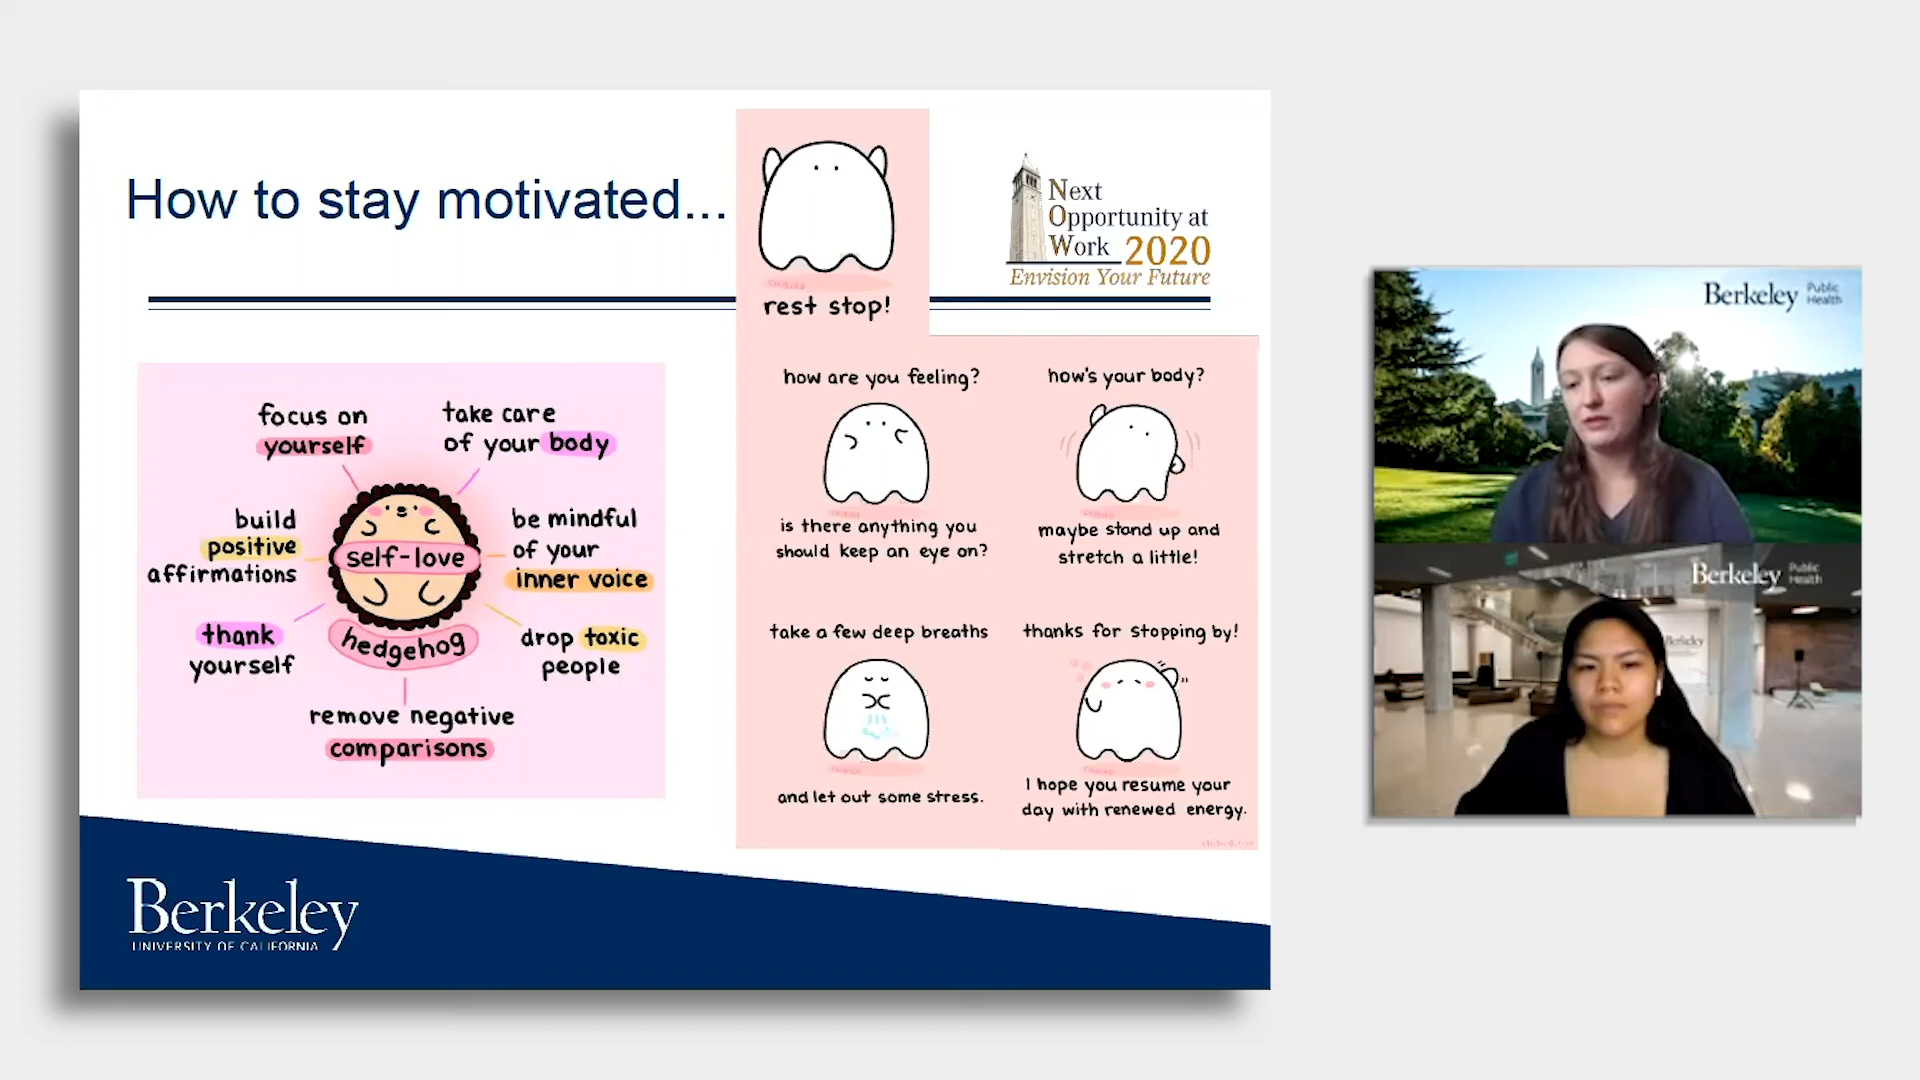 How to stay motivated...
rest stop!
Next
Opportunity at
Work 2020
Envision Your Future
focus on
yourself
take care
of your body
build
positive
affirmations
self-love
hedgehog
be mindful
of your
inner voice
thank
yourself
drop toxic
people
remove negative
comparisons
how are you feeling?
is there anything you
should keep an eye on?
how's your body?
maybe stand up and
stretch a little!
take a few deep breaths
and let out some stress.
thanks for stopping by!
I hope you resume your
day with renewed energy.
Berkeley
UNIVERSITY OF CALIFORNIA
Berkeley Public
Health
Berkeley Public
Health
Berkeley